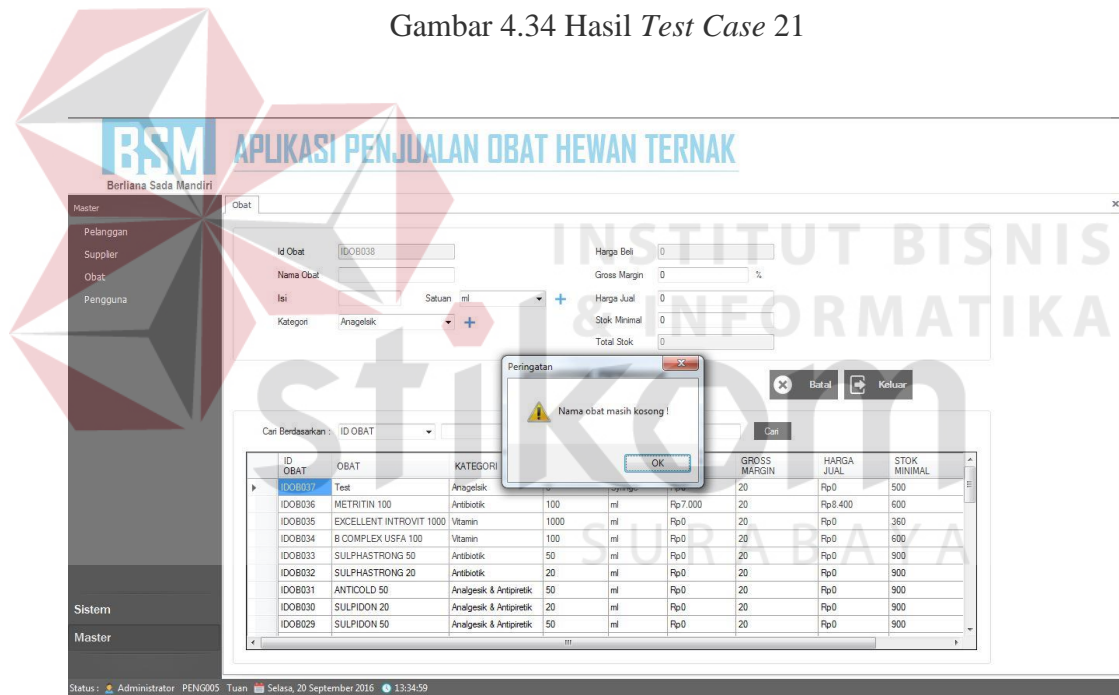 Gambar 4.34 Hasil Test Case 21
BSM
Berliana Sada Mandiri
APLIKASI PENJUALAN OBAT HEWAN TERNAK
Master
Pelanggan
Supplier
Obat
Pengguna
Obat
Id Obat IDOB038
Nama Obat
Isi Satuan ml
Kategori Anagelsik
Harga Beli 0
Gross Margin 0 %
Harga Jual 0
Stok Minimal 0
Total Stok 0
Batal Keluar
Peringatan
Nama obat masih kosong !
OK
Cari Berdasarkan : ID OBAT Cari
ID OBAT OBAT KATEGORI GROSS MARGIN HARGA JUAL STOK MINIMAL
IDOB037 Test Anagelsik 20 Rp0 500
IDOB036 METRITIN 100 Antibiotik 100 ml Rp7.000 20 Rp8.400 600
IDOB035 EXCELLENT INTROVIT 1000 Vitamin 1000 ml Rp0 20 Rp0 360
IDOB034 B COMPLEX USFA 100 Vitamin 100 ml Rp0 20 Rp0 600
IDOB033 SULPHASTRONG 50 Antibiotik 50 ml Rp0 20 Rp0 900
IDOB032 SULPHASTRONG 20 Antibiotik 20 ml Rp0 20 Rp0 900
IDOB031 ANTICOLD 50 Analgesik & Antipiretik 50 ml Rp0 20 Rp0 900
IDOB030 SULPIDON 20 Analgesik & Antipiretik 20 ml Rp0 20 Rp0 900
IDOB029 SULPIDON 50 Analgesik & Antipiretik 50 ml Rp0 20 Rp0 900
Sistem
Master
Status : Administrator PENG005 Tuan Selasa, 20 September 2016 13:34:59
INSTITUT BISNIS
& INFORMATIKA
stikom
SURABAYA